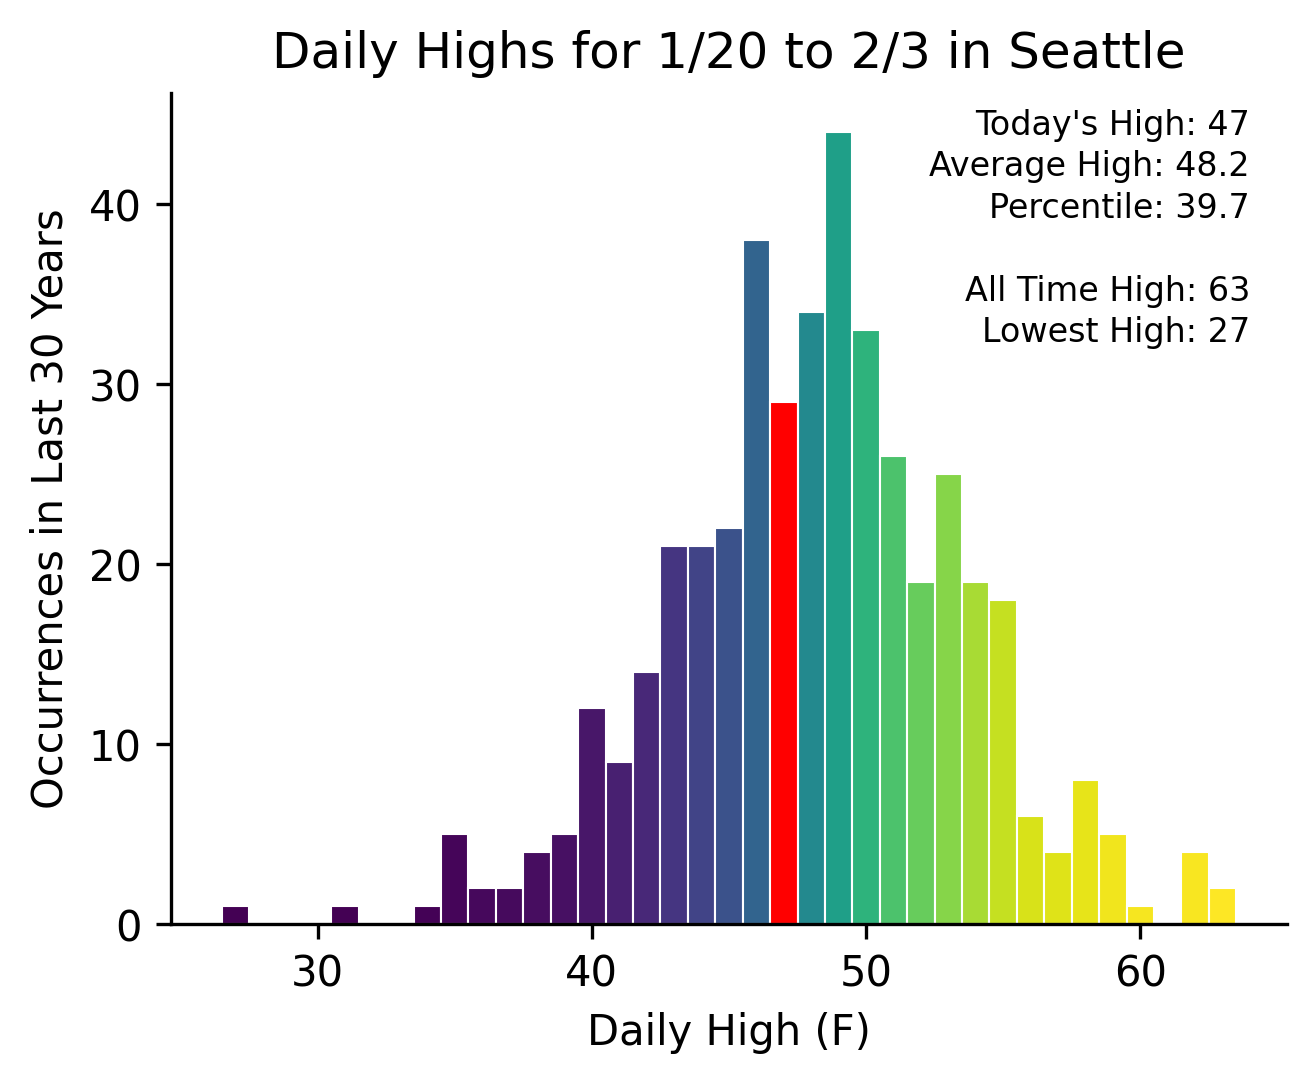 Daily Highs for 1/20 to 2/3 in Seattle
Today's High: 47
Average High: 48.2
Percentile: 39.7
All Time High: 63
Lowest High: 27
Occurrences in Last 30 Years
40
30
20
10
0
30
40
50
60
Daily High (F)